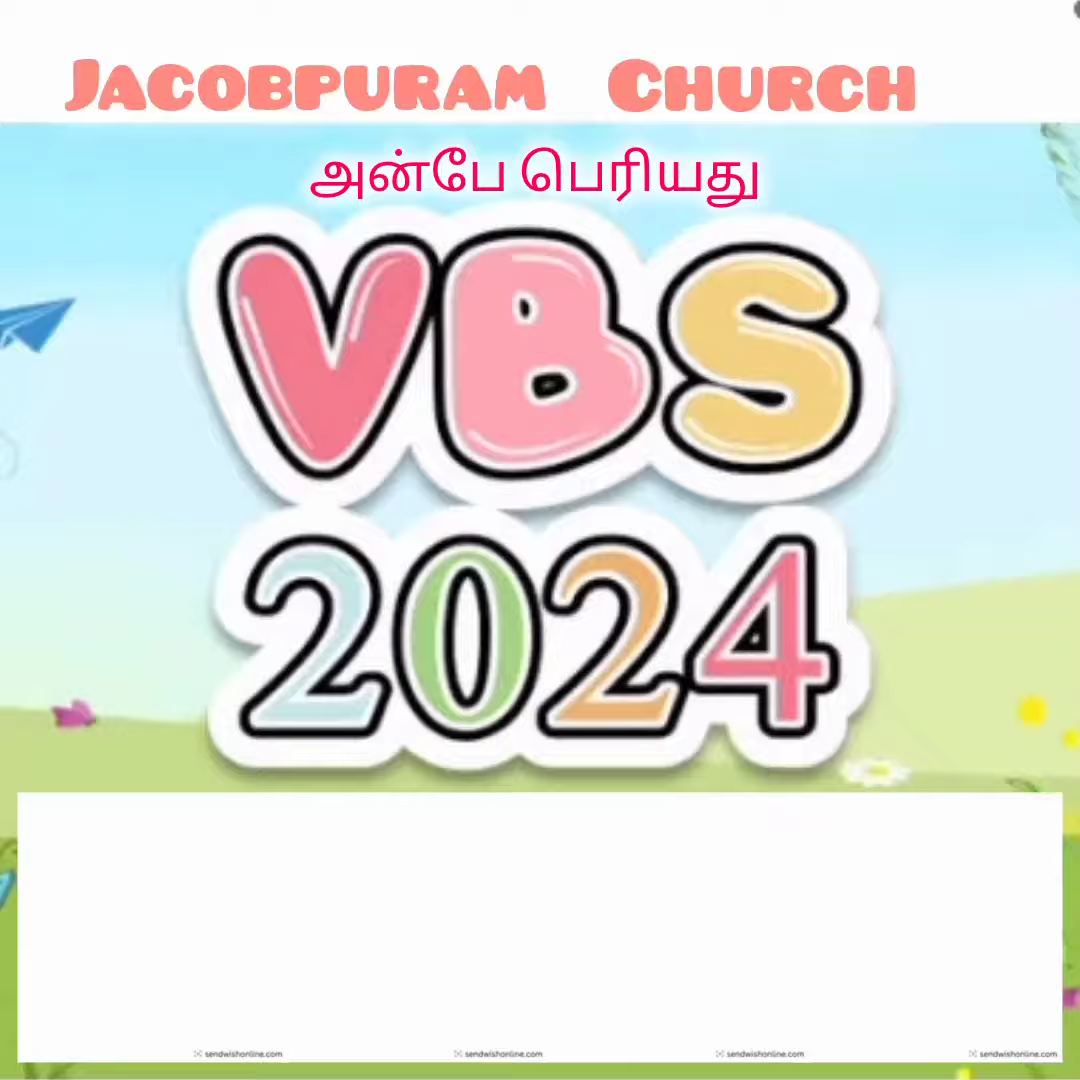 JACOBPURAM CHURCH
அன்பே பெரியது
VBS
2024
sendwishonline.com sendwishonline.com sendwishonline.com sendwishonline.com